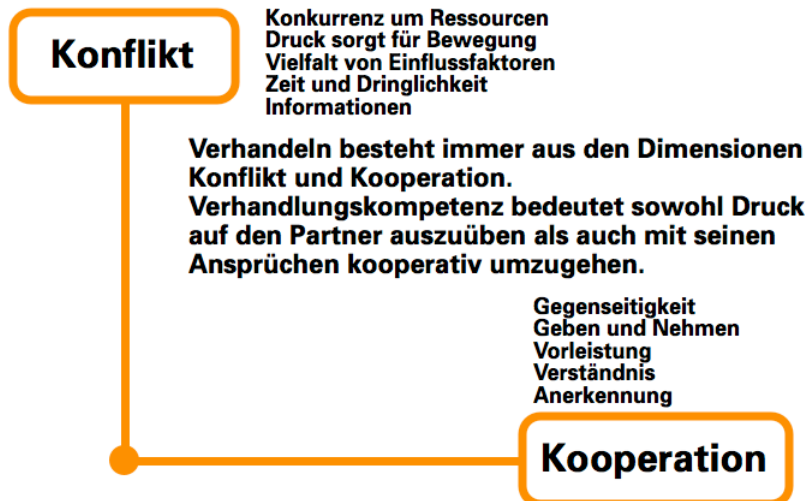 Konflikt
Konkurrenz um Ressourcen
Druck sorgt für Bewegung
Vielfalt von Einflussfaktoren
Zeit und Dringlichkeit
Informationen
Verhandeln besteht immer aus den Dimensionen
Konflikt und Kooperation.
Verhandlungskompetenz bedeutet sowohl Druck
auf den Partner auszuüben als auch mit seinen
Ansprüchen kooperativ umzugehen.
Gegenseitigkeit
Geben und Nehmen
Vorleistung
Verständnis
Anerkennung
Kooperation